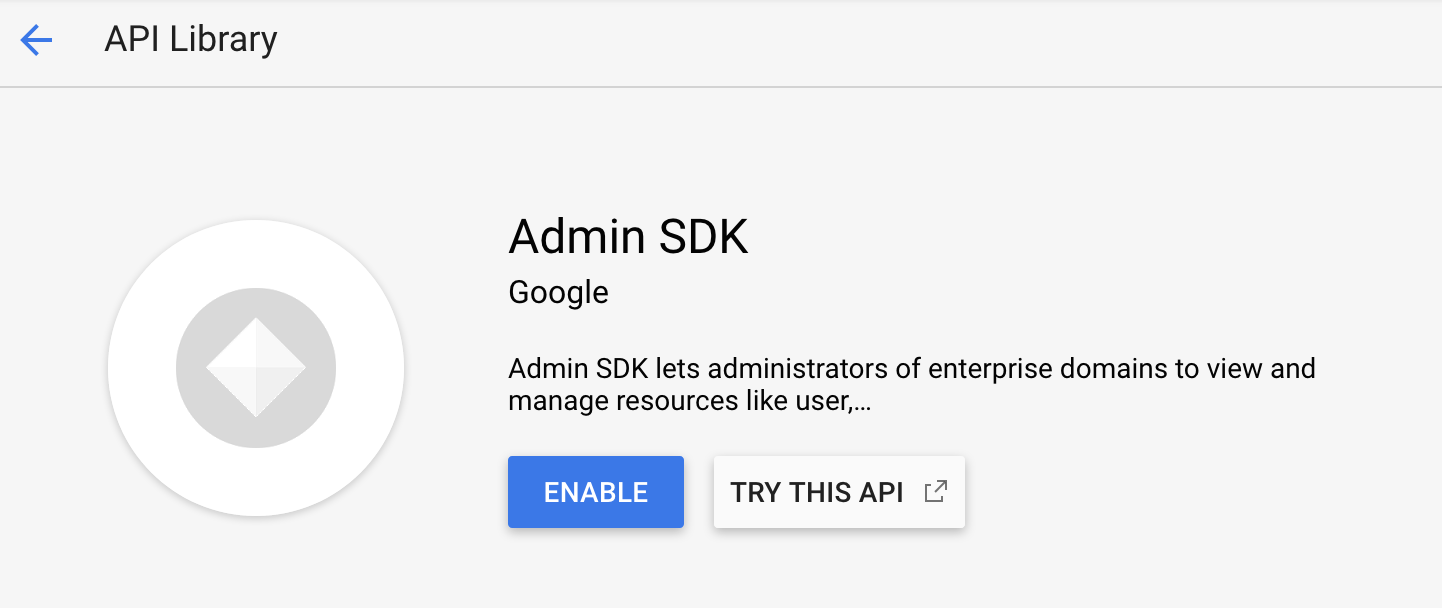 API Library
Admin SDK
Google
Admin SDK lets administrators of enterprise domains to view and
manage resources like user,...
ENABLE TRY THIS API